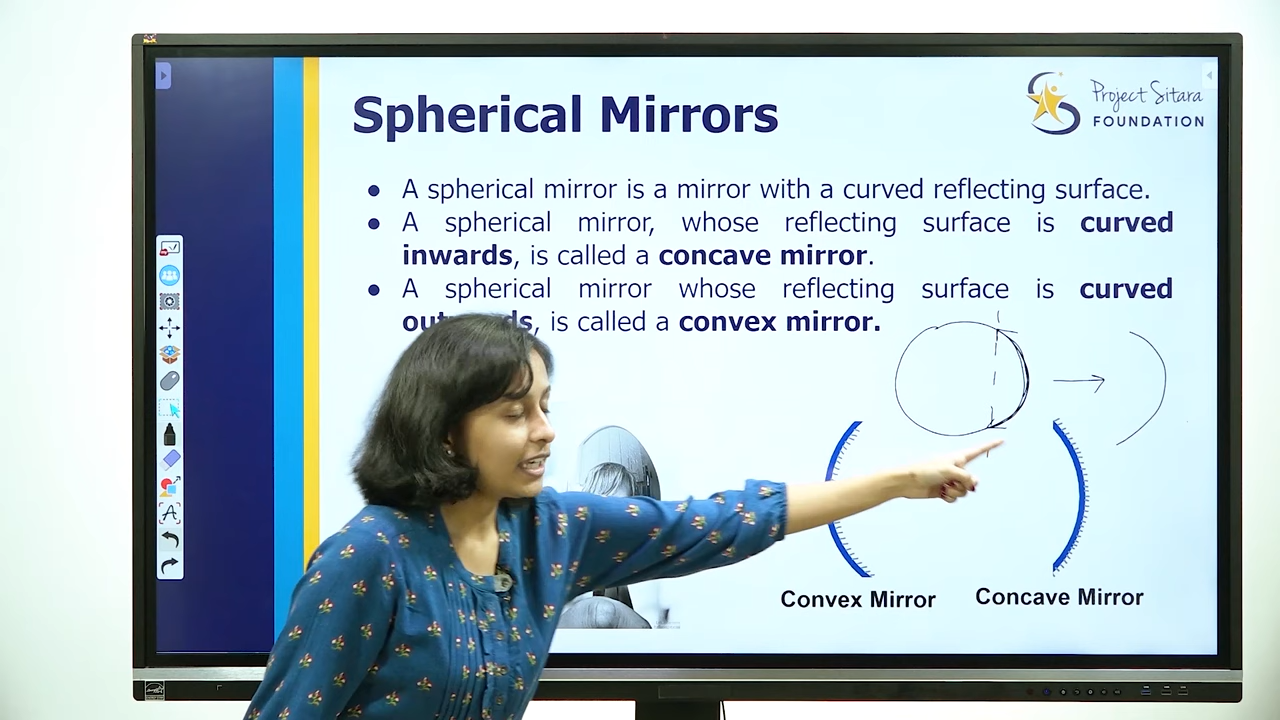 Spherical Mirrors
Project Sitara
FOUNDATION
● A spherical mirror is a mirror with a curved reflecting surface.
● A spherical mirror, whose reflecting surface is curved
inwards, is called a concave mirror.
● A spherical mirror whose reflecting surface is curved
is called a convex mirror.
Convex Mirror
Concave Mirror